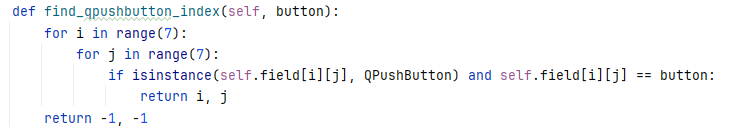 def find_qpushbutton_index(self, button):
    for i in range(7):
        for j in range(7):
            if isinstance(self.field[i][j], QPushButton) and self.field[i][j] == button:
                return i, j
    return -1, -1